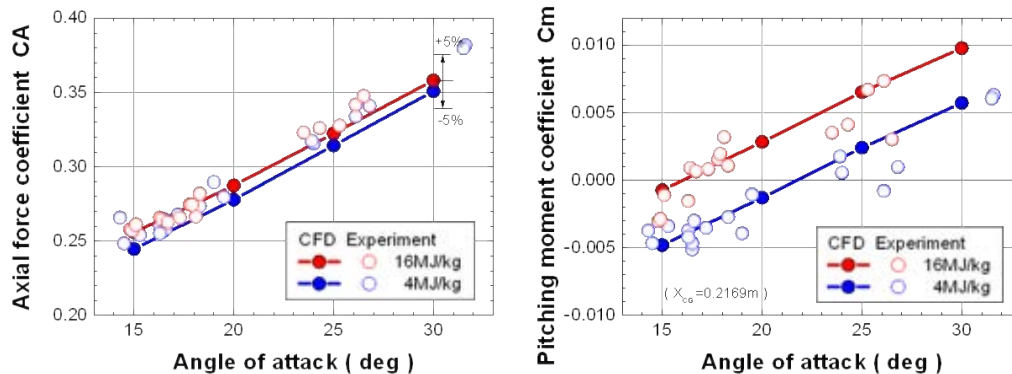 Axial force coefficient CA
0.40
0.35
0.30
0.25
0.20
+5%
-5%
CFD Experiment
16MJ/kg
4MJ/kg
15 20 25 30
Angle of attack ( deg )
Pitching moment coefficient Cm
0.010
0.005
0.000
-0.005
-0.010
( XCG =0.2169m )
CFD Experiment
16MJ/kg
4MJ/kg
15 20 25 30
Angle of attack ( deg )